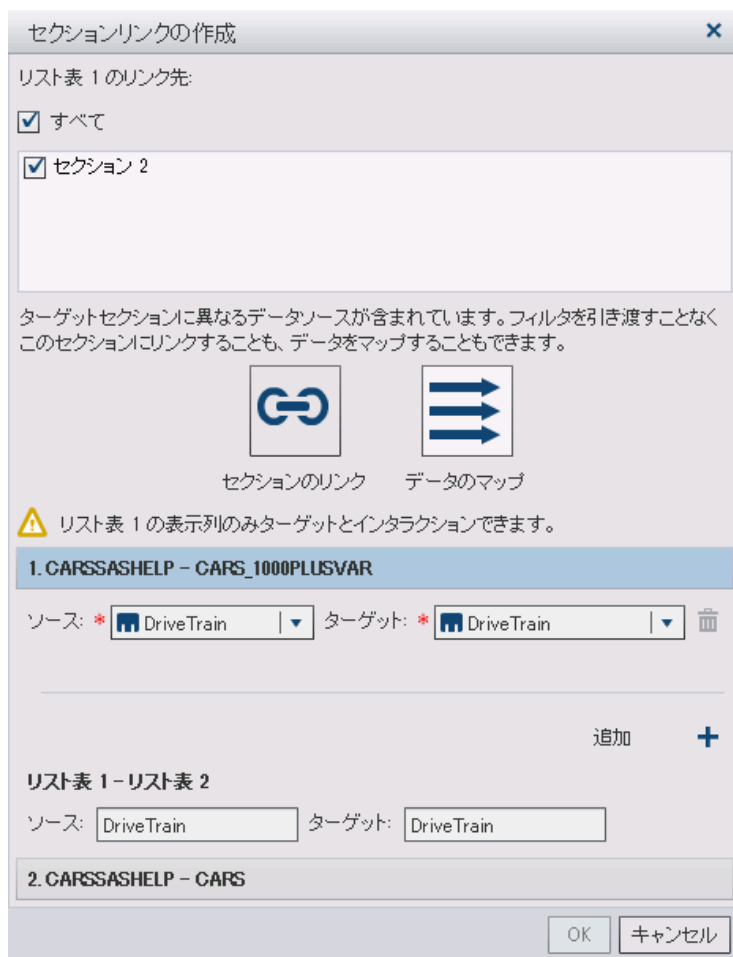 セクションリンクの作成
リスト表 1 のリンク先:
すべて
セクション 2
ターゲットセクションに異なるデータソースが含まれています。フィルタを引き渡すことなく
このセクションにリンクすることも、データをマップすることもできます。
セクションのリンク データのマップ
リスト表 1 の表示列のみターゲットとインタラクションできます。
1. CARSSASHELP - CARS_1000PLUSVAR
ソース: * DriveTrain ターゲット: * DriveTrain
追加 +
リスト表 1 - リスト表 2
ソース: DriveTrain ターゲット: DriveTrain
2. CARSSASHELP - CARS
OK キャンセル